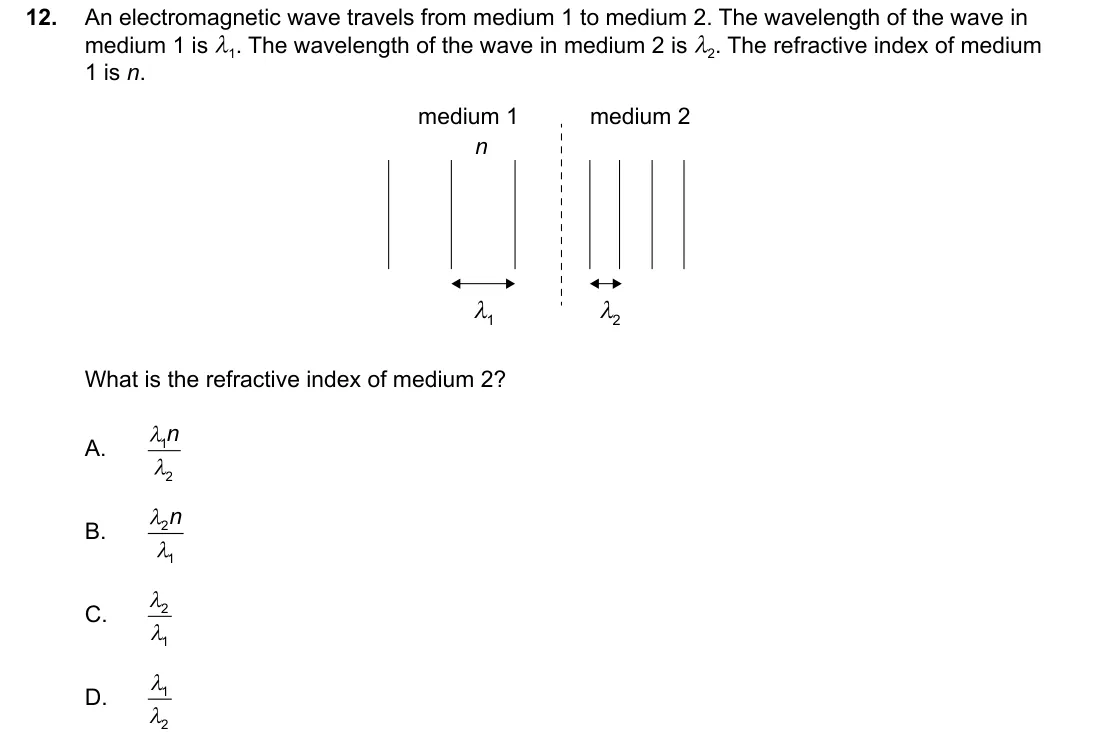 12. An electromagnetic wave travels from medium 1 to medium 2. The wavelength of the wave in
medium 1 is λ₁. The wavelength of the wave in medium 2 is λ₂. The refractive index of medium
1 is n.
medium 1 medium 2
n
λ₁ λ₂
What is the refractive index of medium 2?
A. λ₁n/λ₂
B. λ₂n/λ₁
C. λ₂/λ₁
D. λ₁/λ₂